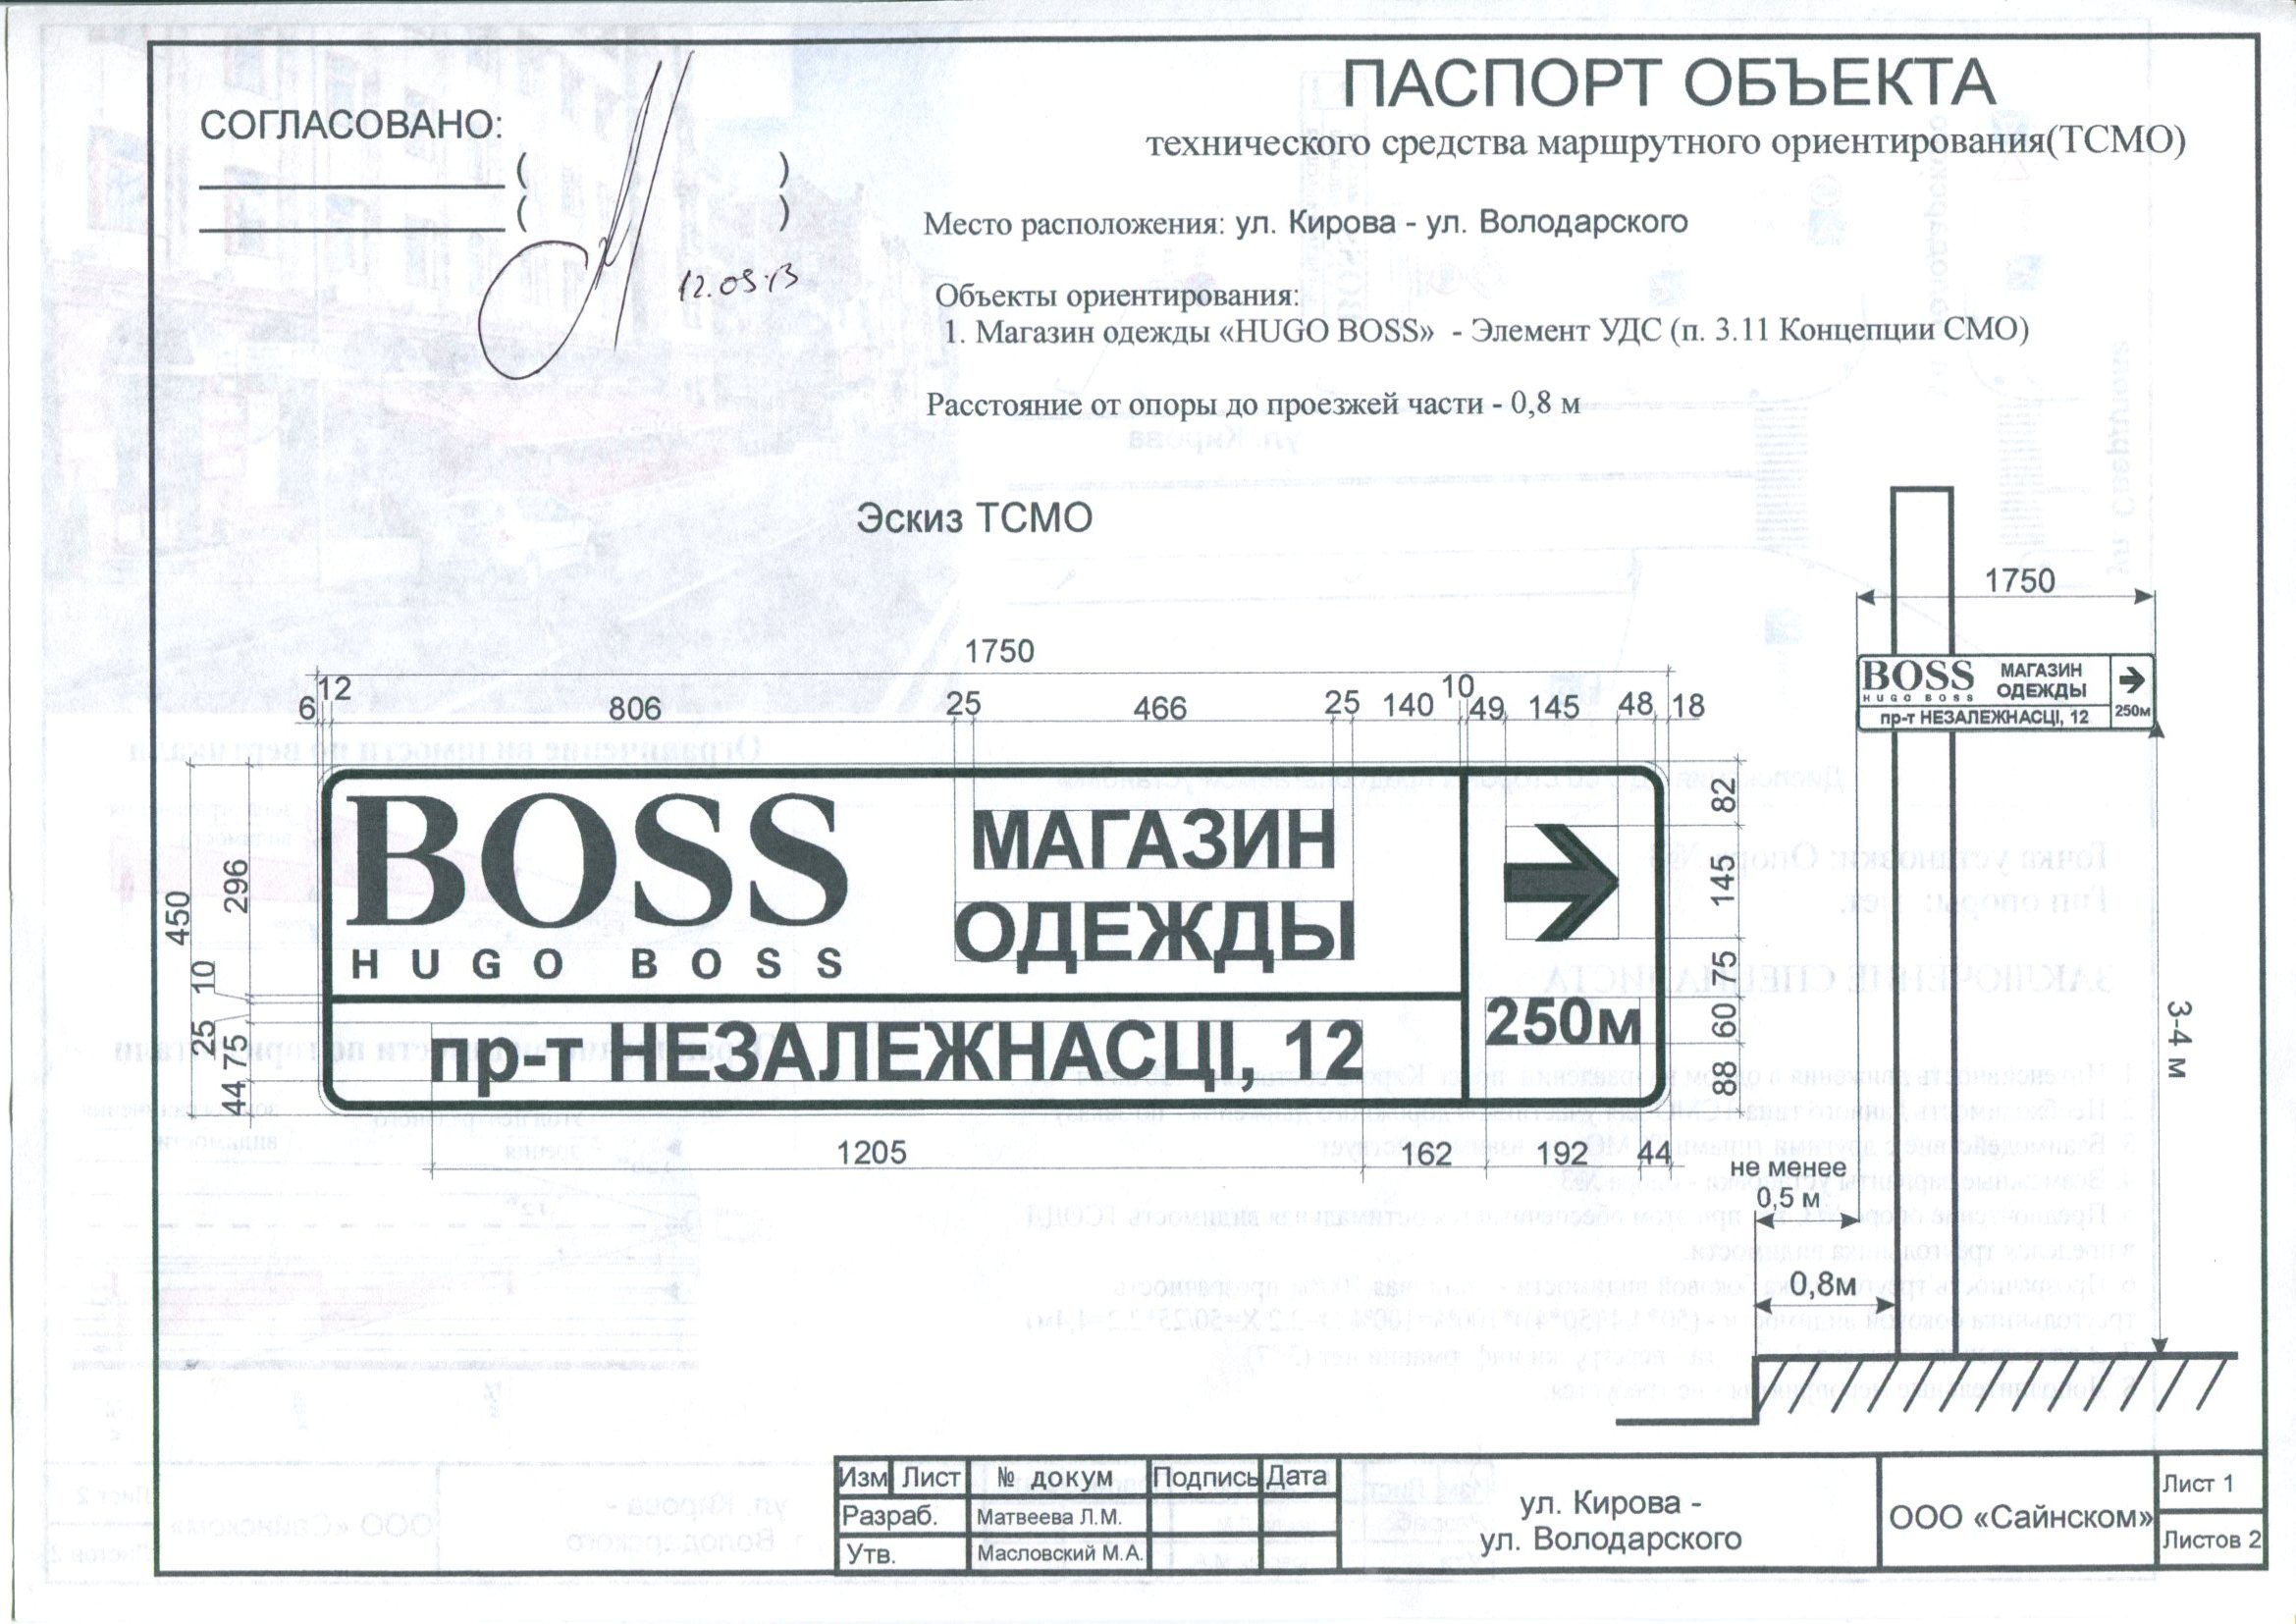 ПАСПОРТ ОБЪЕКТА
технического средства маршрутного ориентирования(ТСМО)
СОГЛАСОВАНО:
( )
( )
12.09.13
Место расположения: ул. Кирова - ул. Володарского
Объекты ориентирования:
1. Магазин одежды «HUGO BOSS» - Элемент УДС (п. 3.11 Концепции СМО)
Расстояние от опоры до проезжей части - 0,8 м
Эскиз ТСМО
1750
12
10
6 806 25 466 25 140 49 145 48 18
450
296
10
25
75
44
BOSS
HUGO BOSS
МАГАЗИН
ОДЕЖДЫ
пр-т НЕЗАЛЕЖНАСЦІ, 12
250м
82
145
75
60
88
1205 162 192 44
1750
BOSS
HUGO BOSS
МАГАЗИН
ОДЕЖДЫ
пр-т НЕЗАЛЕЖНАСЦІ, 12
250м
3-4 м
не менее
0,5 м
0,8м
Изм Лист № докум Подпись Дата
Разраб. Матвеева Л.М.
Утв. Масловский М.А.
ул. Кирова -
ул. Володарского
ООО «Сайнском»
Лист 1
Листов 2